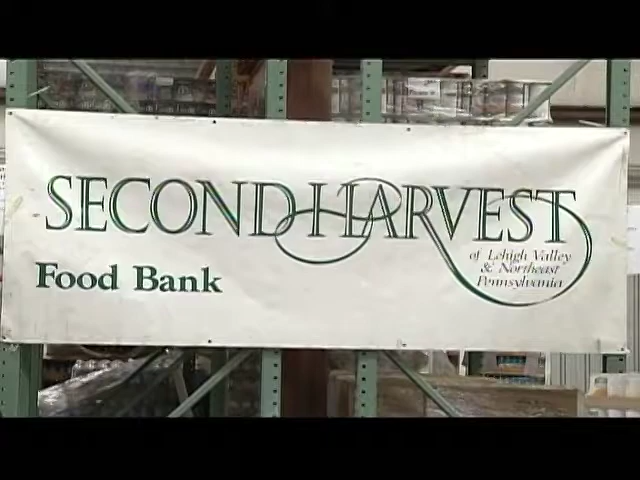 SECOND HARVEST
of Lehigh Valley
& Northeast
Pennsylvania
Food Bank